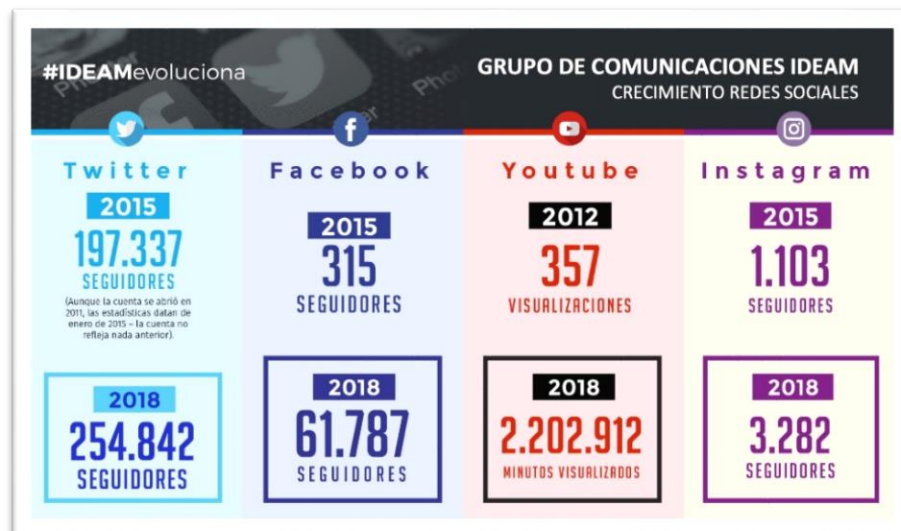 #IDEAMevoluciona
GRUPO DE COMUNICACIONES IDEAM
CRECIMIENTO REDES SOCIALES
Twitter
2015
197.337
SEGUIDORES
(Aunque la cuenta se abrió en
2011, las estadísticas datan de
enero de 2015 – la cuenta no
refleja nada anterior).
2018
254.842
SEGUIDORES
Facebook
2015
315
SEGUIDORES
2018
61.787
SEGUIDORES
Youtube
2012
357
VISUALIZACIONES
2018
2.202.912
MINUTOS VISUALIZADOS
Instagram
2015
1.103
SEGUIDORES
2018
3.282
SEGUIDORES